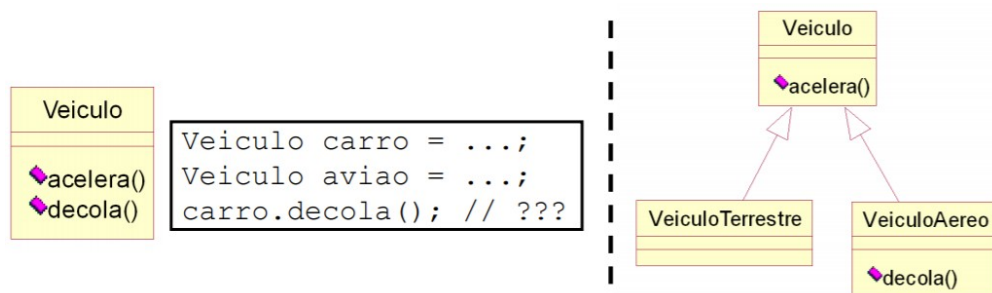 Veiculo
acelera()
decola()
Veiculo carro = ...;
Veiculo aviao = ...;
carro.decola(); // ???
Veiculo
acelera()
VeiculoTerrestre
VeiculoAereo
decola()